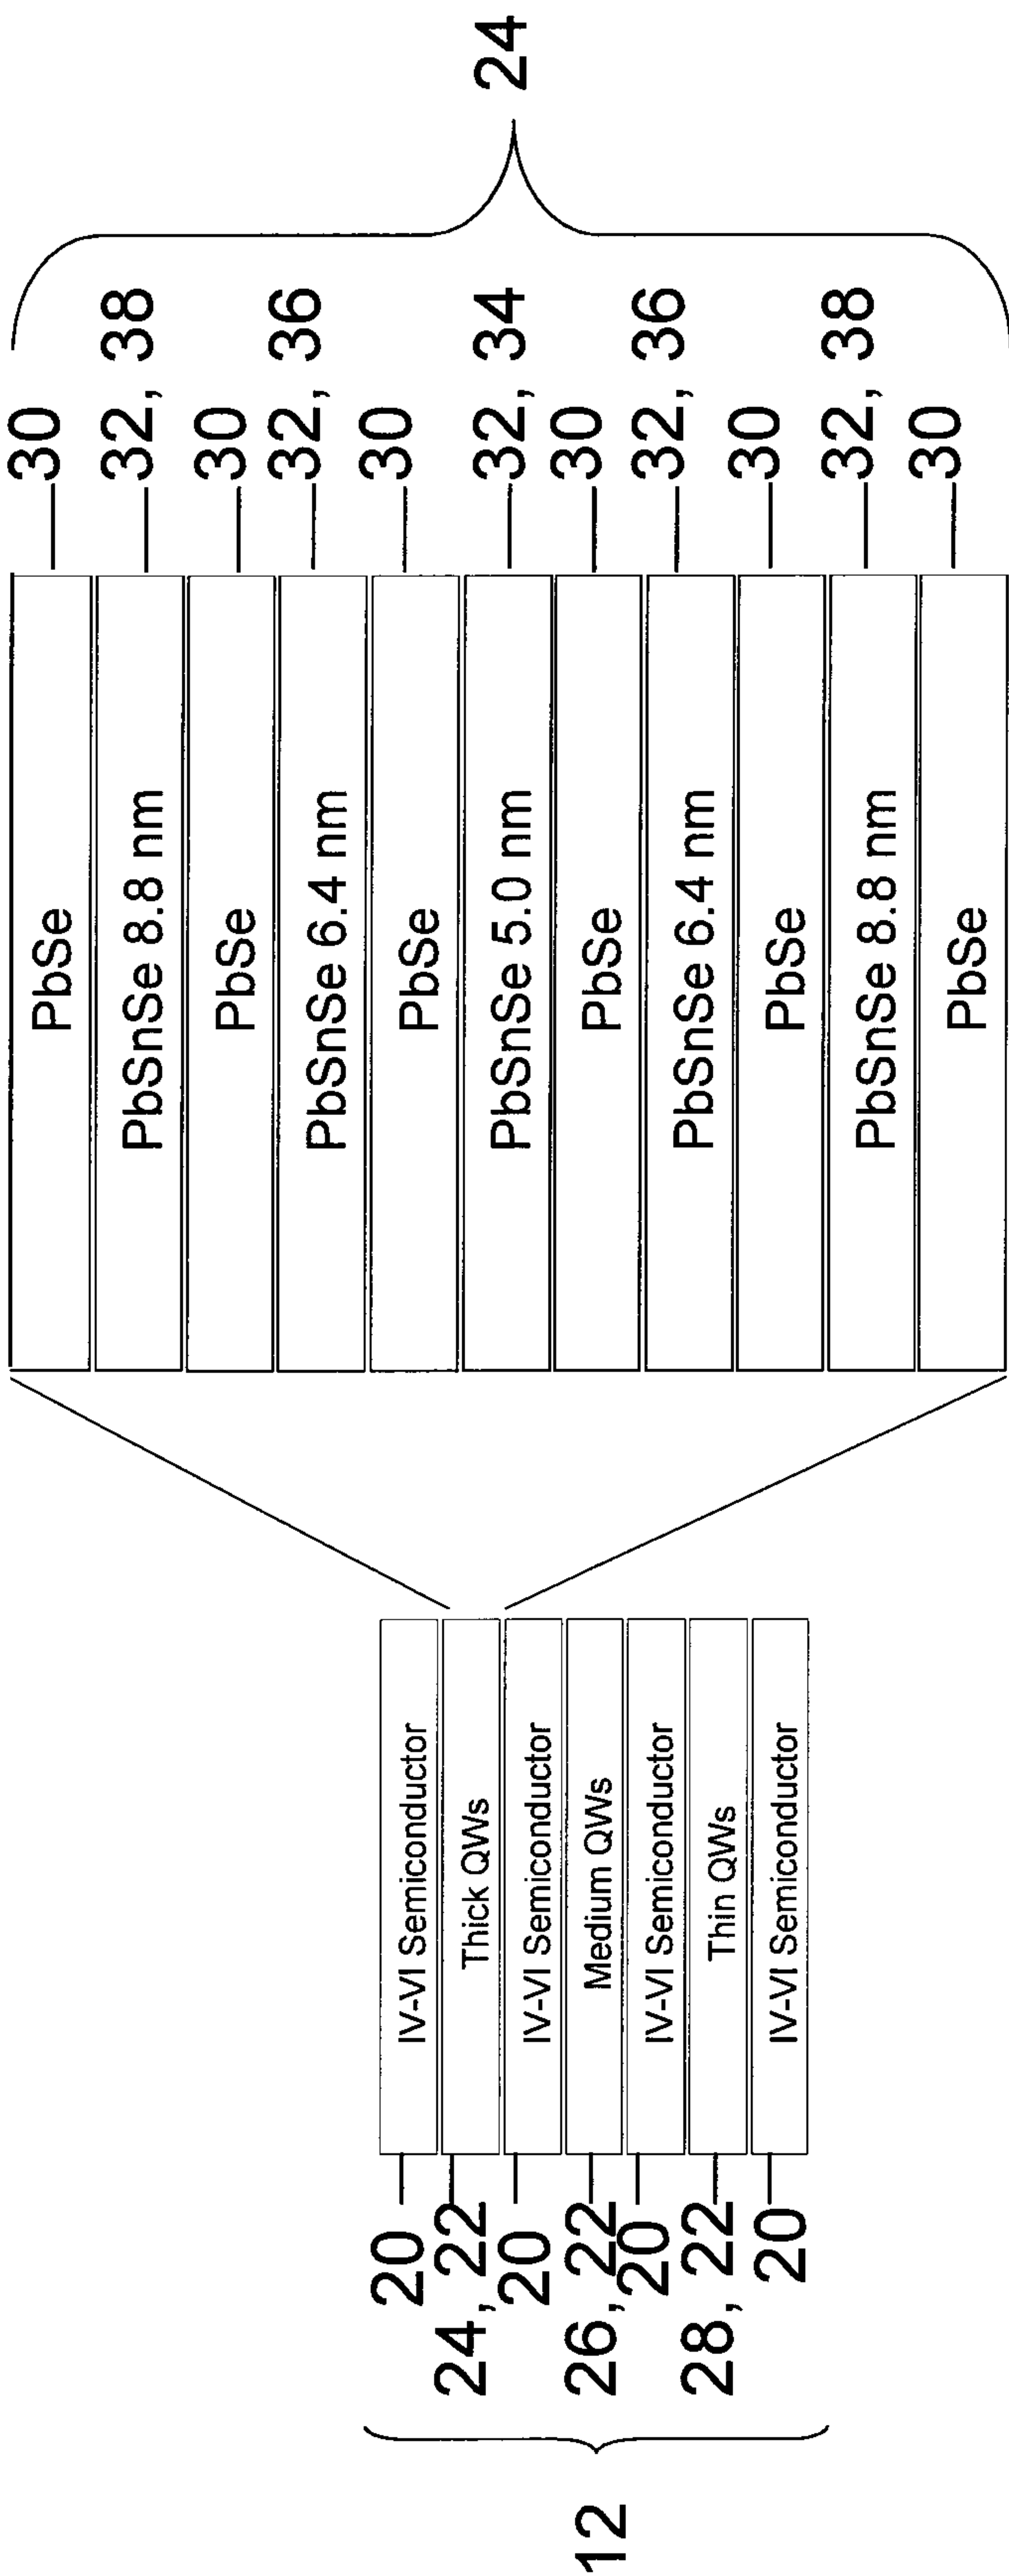 12
20
24, 22
20
26, 22
20
28, 22
20
IV-VI Semiconductor
Thick QWs
IV-VI Semiconductor
Medium QWs
IV-VI Semiconductor
Thin QWs
IV-VI Semiconductor
PbSe
PbSnSe 8.8 nm
PbSe
PbSnSe 6.4 nm
PbSe
PbSnSe 5.0 nm
PbSe
PbSnSe 6.4 nm
PbSe
PbSnSe 8.8 nm
PbSe
30
32, 38
30
32, 36
30
32, 34
30
32, 36
30
32, 38
30
24